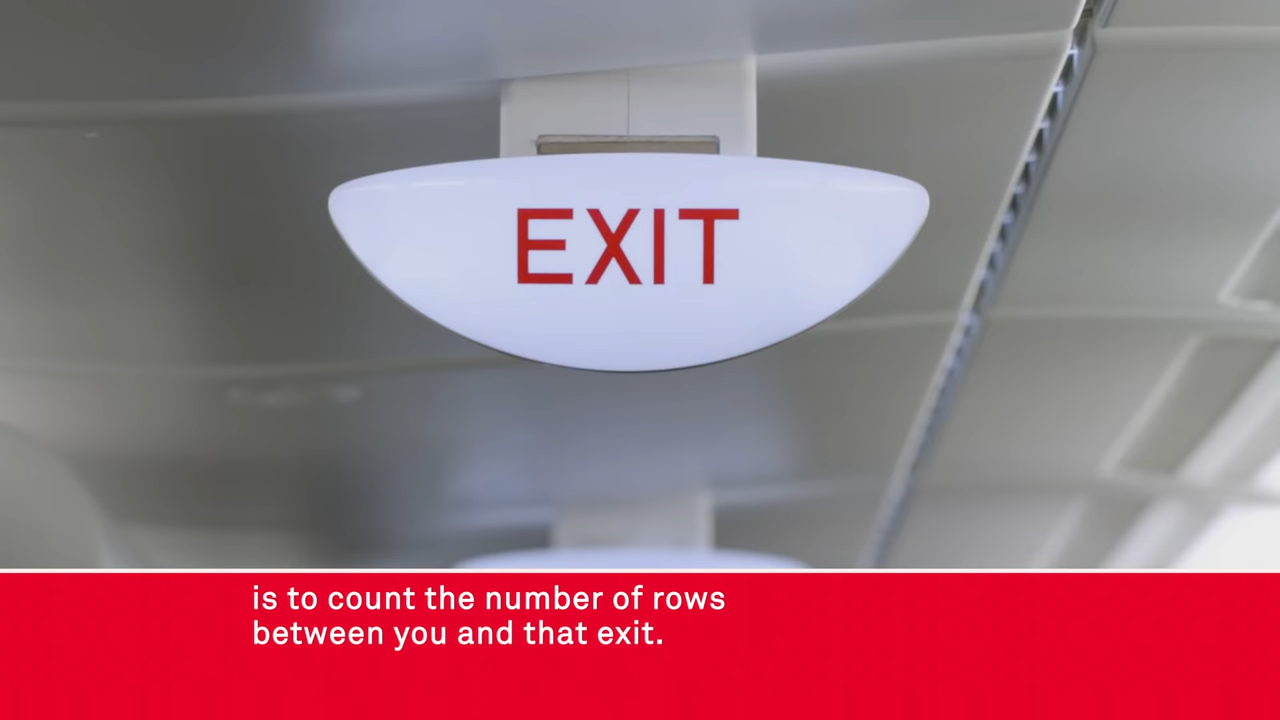 EXIT
is to count the number of rows
between you and that exit.